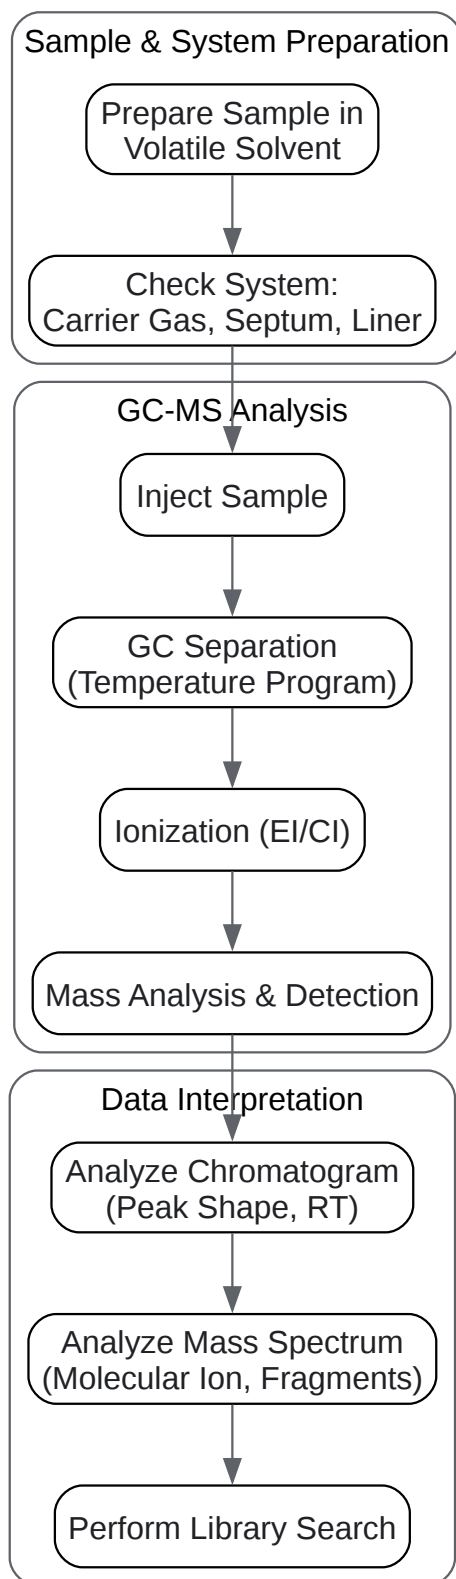 Sample & System Preparation
Prepare Sample in
Volatile Solvent
Check System:
Carrier Gas, Septum, Liner
GC-MS Analysis
Inject Sample
GC Separation
(Temperature Program)
Ionization (EI/CI)
Mass Analysis & Detection
Data Interpretation
Analyze Chromatogram
(Peak Shape, RT)
Analyze Mass Spectrum
(Molecular Ion, Fragments)
Perform Library Search